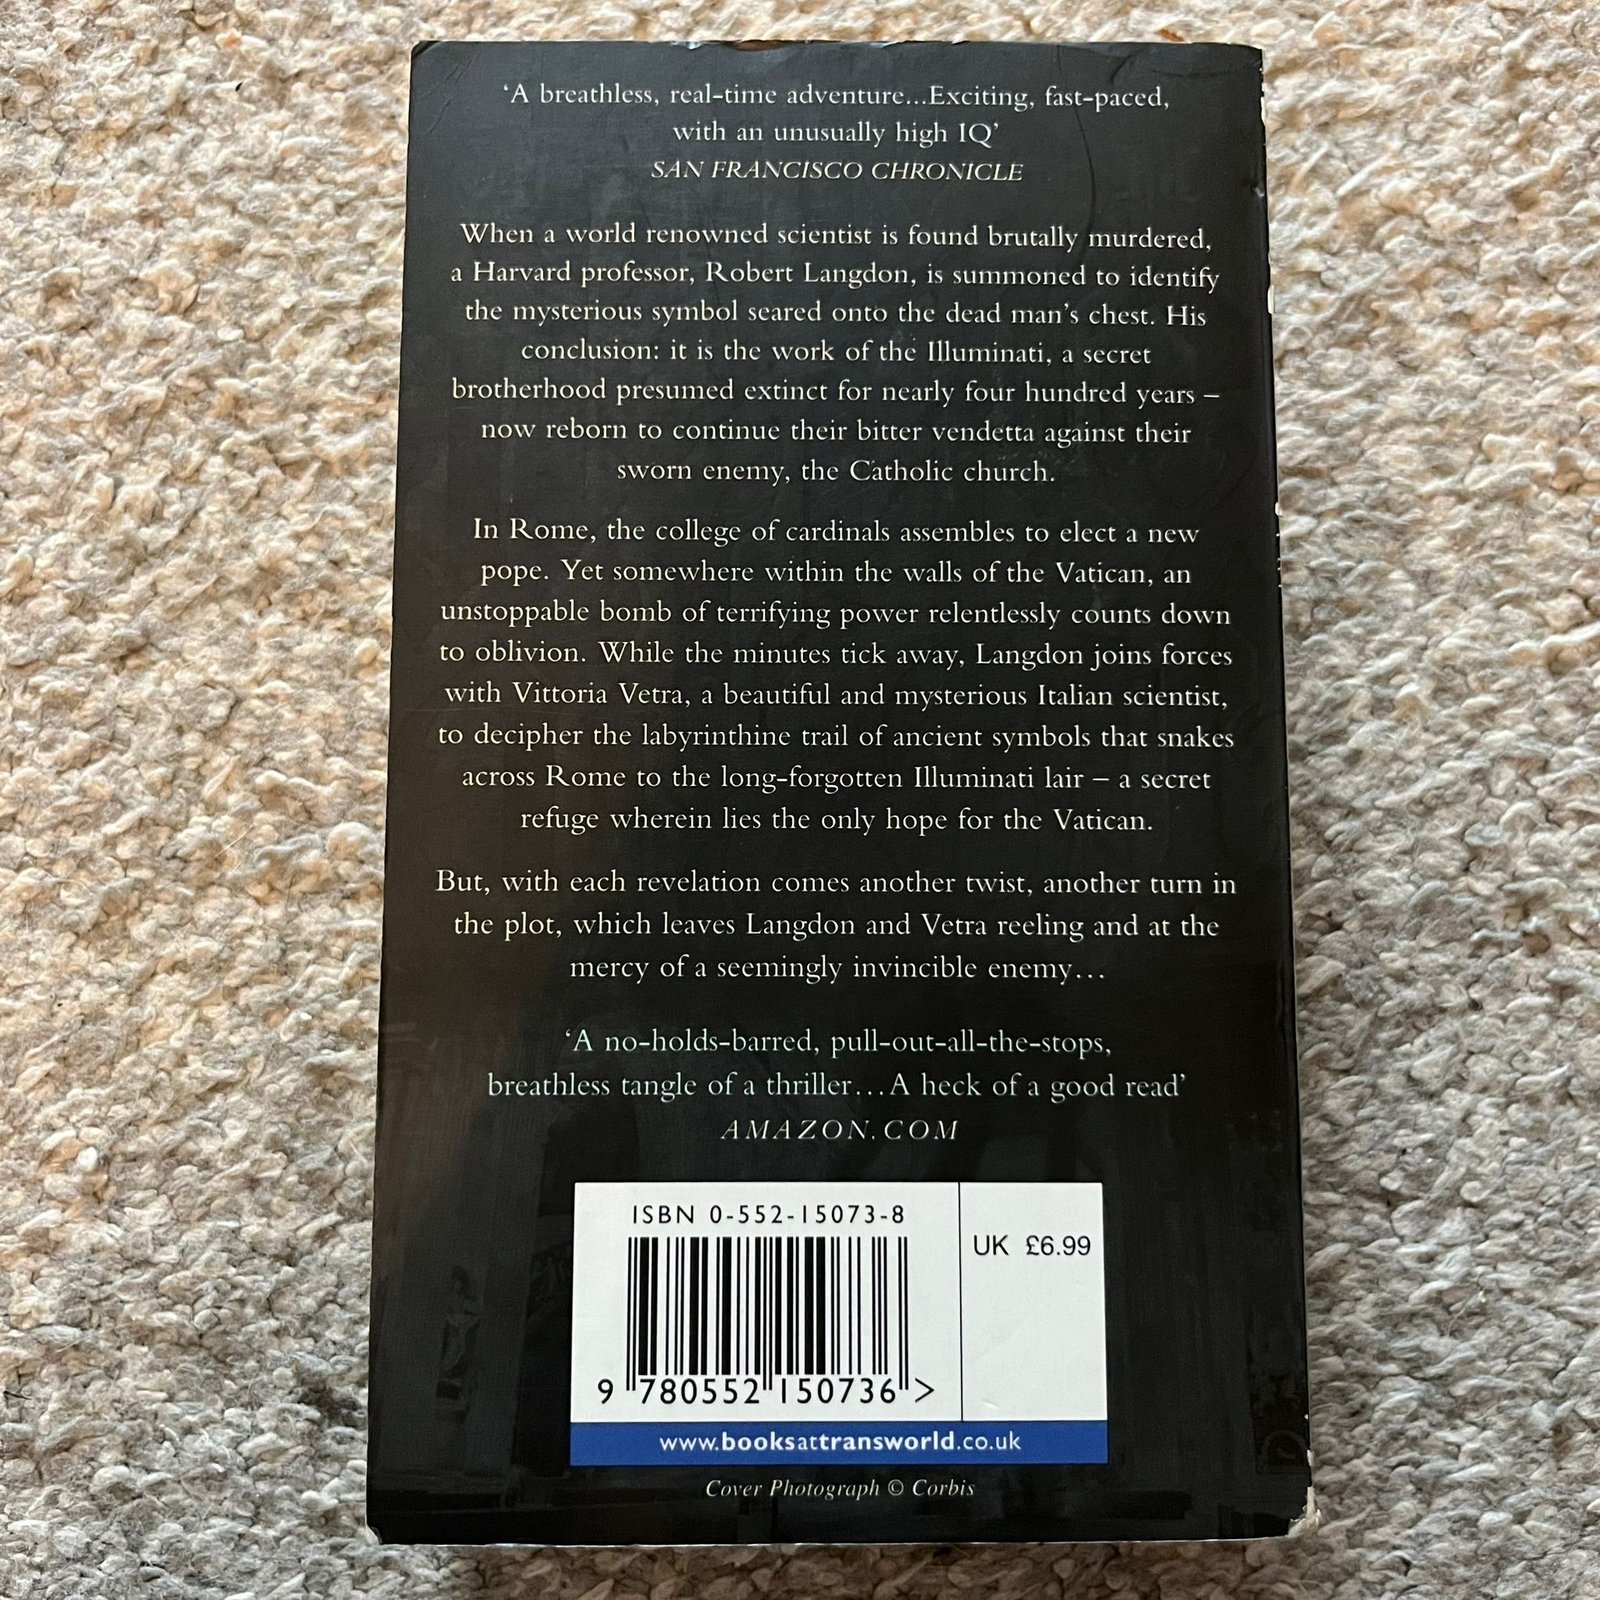 ‘A breathless, real-time adventure...Exciting, fast-paced,
with an unusually high IQ’
SAN FRANCISCO CHRONICLE
When a world renowned scientist is found brutally murdered,
a Harvard professor, Robert Langdon, is summoned to identify
the mysterious symbol seared onto the dead man's chest. His
conclusion: it is the work of the Illuminati, a secret
brotherhood presumed extinct for nearly four hundred years –
now reborn to continue their bitter vendetta against their
sworn enemy, the Catholic church.
In Rome, the college of cardinals assembles to elect a new
pope. Yet somewhere within the walls of the Vatican, an
unstoppable bomb of terrifying power relentlessly counts down
to oblivion. While the minutes tick away, Langdon joins forces
with Vittoria Vetra, a beautiful and mysterious Italian scientist,
to decipher the labyrinthine trail of ancient symbols that snakes
across Rome to the long-forgotten Illuminati lair – a secret
refuge wherein lies the only hope for the Vatican.
But, with each revelation comes another twist, another turn in
the plot, which leaves Langdon and Vetra reeling and at the
mercy of a seemingly invincible enemy...
‘A no-holds-barred, pull-out-all-the-stops,
breathless tangle of a thriller...A heck of a good read’
AMAZON.COM
ISBN 0-552-15073-8
UK £6.99
9 780552 150736 >
www.booksattransworld.co.uk
Cover Photograph © Corbis